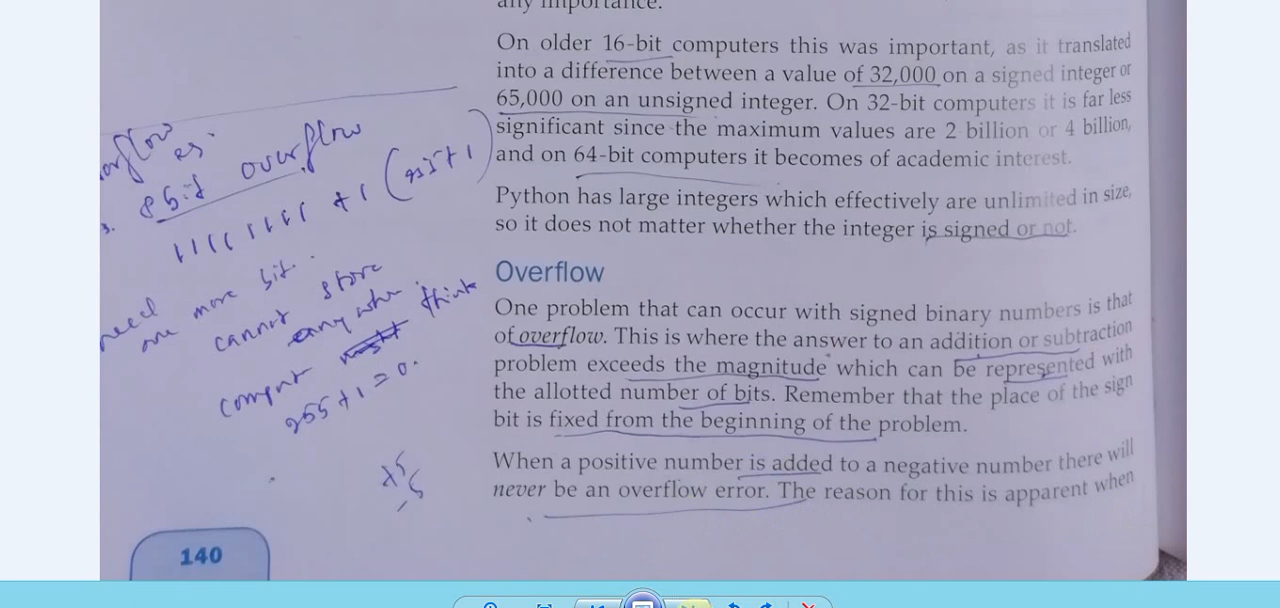 any importance.
On older 16-bit computers this was important, as it translated
into a difference between a value of 32,000 on a signed integer or
65,000 on an unsigned integer. On 32-bit computers it is far less
significant since the maximum values are 2 billion or 4 billion,
and on 64-bit computers it becomes of academic interest.
Python has large integers which effectively are unlimited in size,
so it does not matter whether the integer is signed or not.
Overflow
One problem that can occur with signed binary numbers is that
of overflow. This is where the answer to an addition or subtraction
problem exceeds the magnitude which can be represented with
the allotted number of bits. Remember that the place of the sign
bit is fixed from the beginning of the problem.
When a positive number is added to a negative number there will
never be an overflow error. The reason for this is apparent when
eg.
3. 8 bit overflow
11111111 + 1
need
one more bit.
cannot store
think
255 + 1 = 0.
+5
-5
140